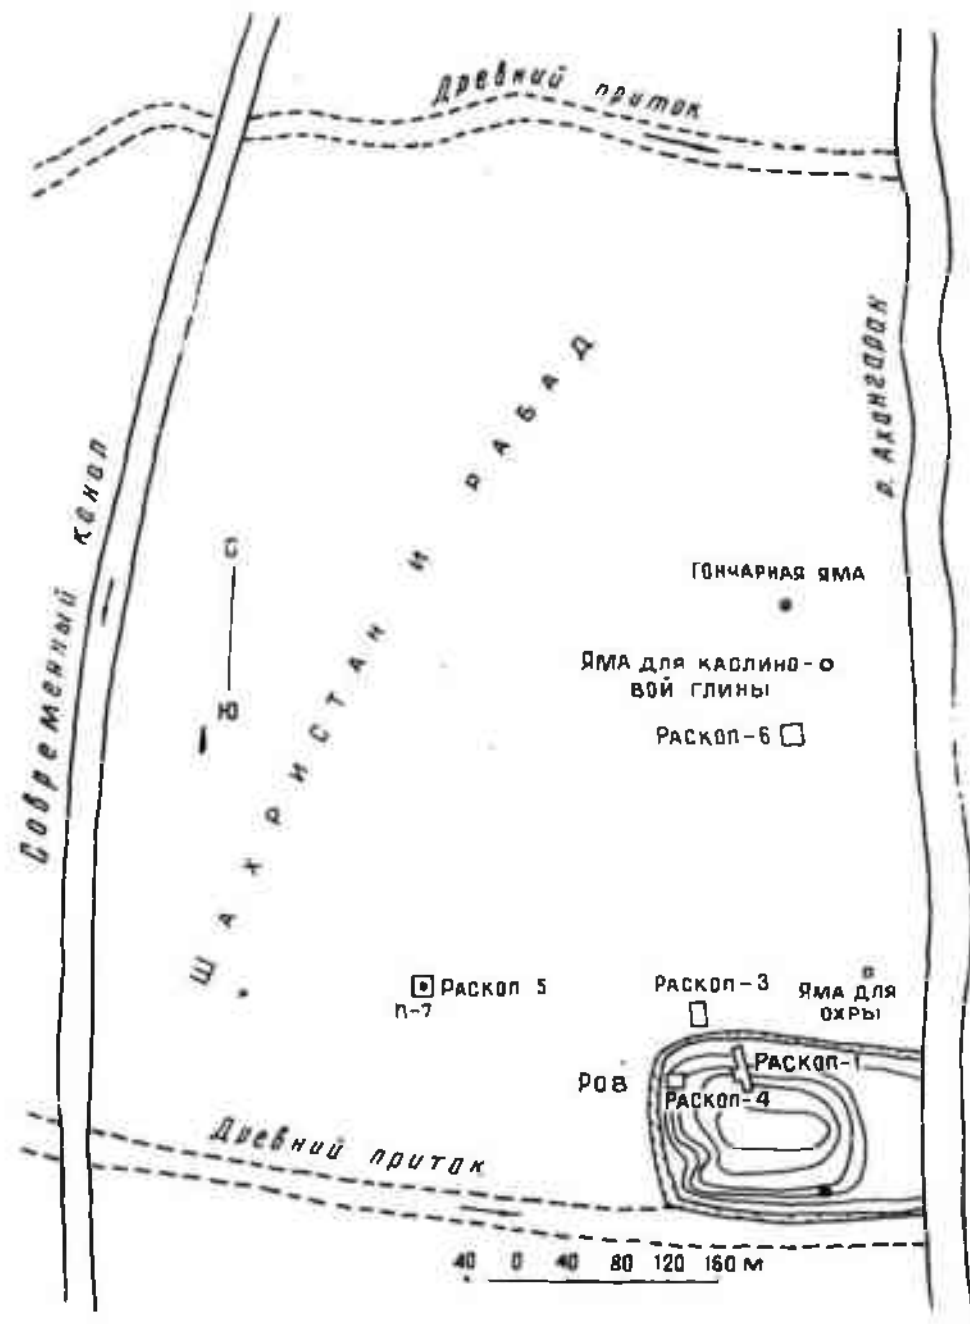 Древний приток
р. Ахангаран
Современный канал
ШАХРИСТАН И РАБАД
С
Ю
ГОНЧАРНАЯ ЯМА
ЯМА ДЛЯ КАОЛИНО-
ВОЙ ГЛИНЫ
РАСКОП-6
РАСКОП 5
П-7
РАСКОП-3
ЯМА ДЛЯ
ОХРЫ
РОВ
РАСКОП-1
РАСКОП-4
Древний приток
40 0 40 80 120 160 м